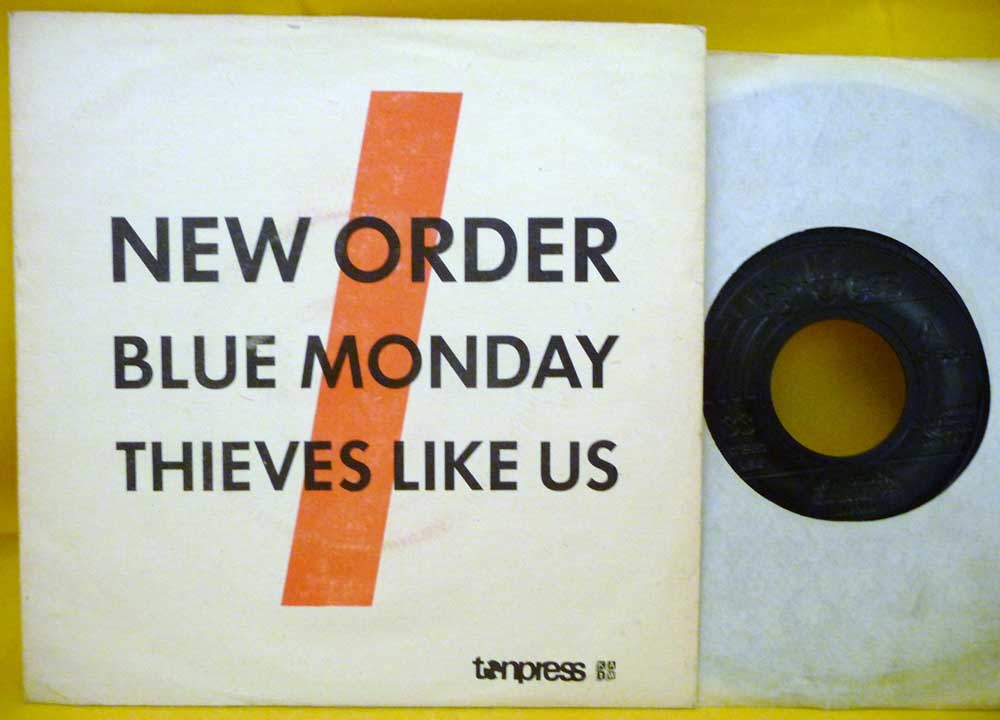 NEW ORDER
BLUE MONDAY
THIEVES LIKE US
tonpress